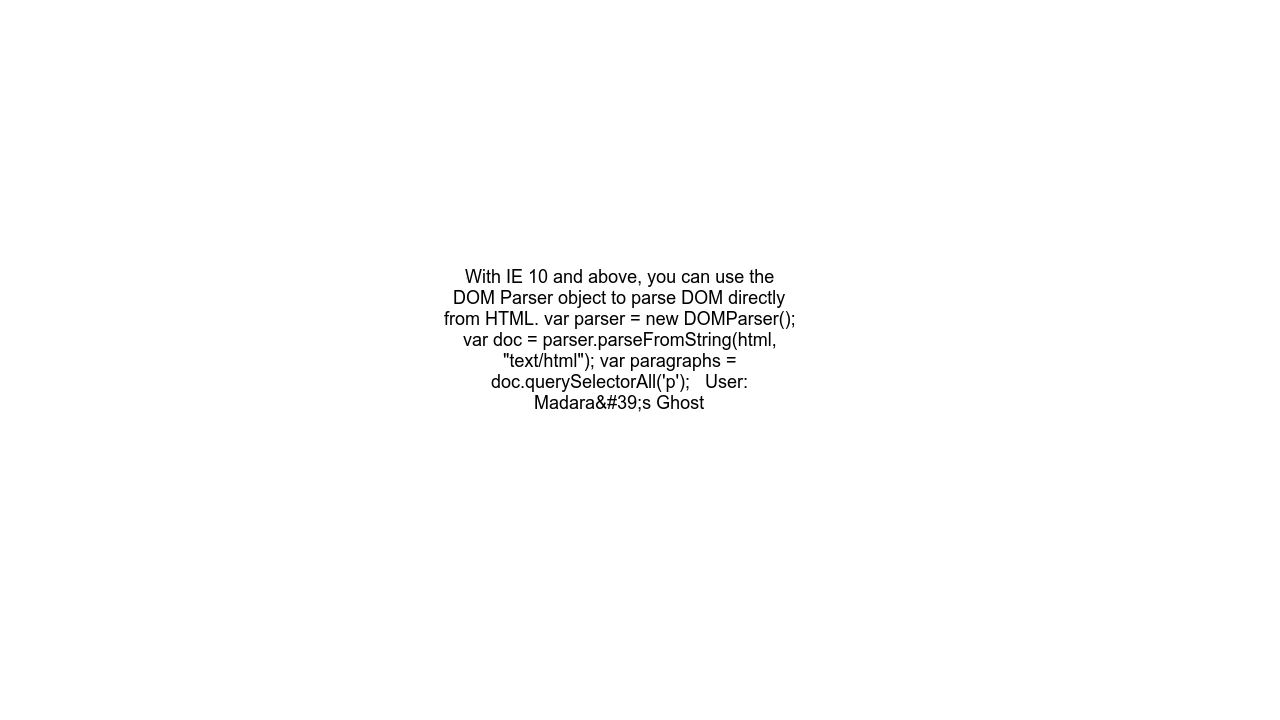 With IE 10 and above, you can use the
DOM Parser object to parse DOM directly
from HTML. var parser = new DOMParser();
var doc = parser.parseFromString(html,
"text/html"); var paragraphs =
doc.querySelectorAll('p');   User:
Madara&#39;s Ghost